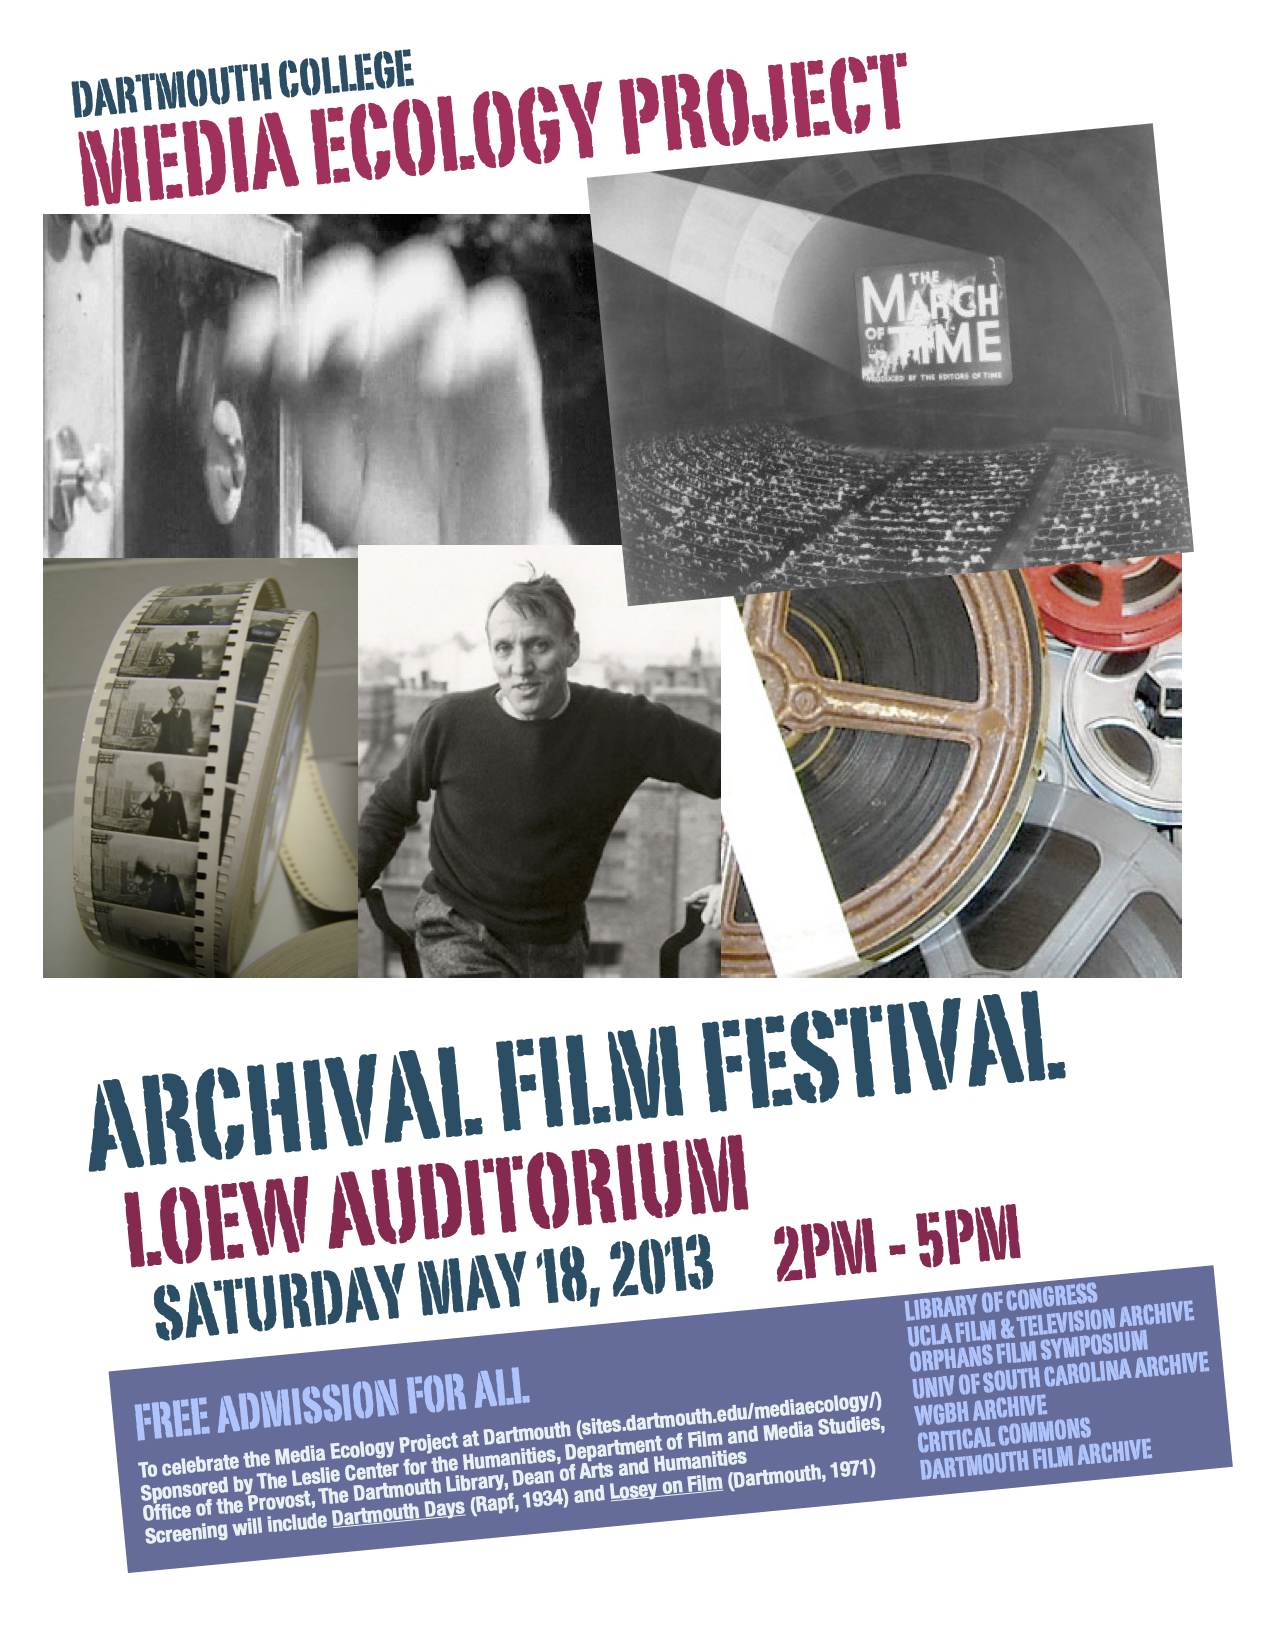 DARTMOUTH COLLEGE
MEDIA ECOLOGY PROJECT
THE
MARCH
OF TIME
PRODUCED BY THE EDITORS OF TIME
ARCHIVAL FILM FESTIVAL
LOEW AUDITORIUM
SATURDAY MAY 18, 2013
2PM - 5PM
FREE ADMISSION FOR ALL
To celebrate the Media Ecology Project at Dartmouth (sites.dartmouth.edu/mediaecology/)
Sponsored by The Leslie Center for the Humanities, Department of Film and Media Studies,
Office of the Provost, The Dartmouth Library, Dean of Arts and Humanities
Screening will include Dartmouth Days (Rapf, 1934) and Losey on Film (Dartmouth, 1971)
LIBRARY OF CONGRESS
UCLA FILM & TELEVISION ARCHIVE
ORPHANS FILM SYMPOSIUM
UNIV OF SOUTH CAROLINA ARCHIVE
WGBH ARCHIVE
CRITICAL COMMONS
DARTMOUTH FILM ARCHIVE